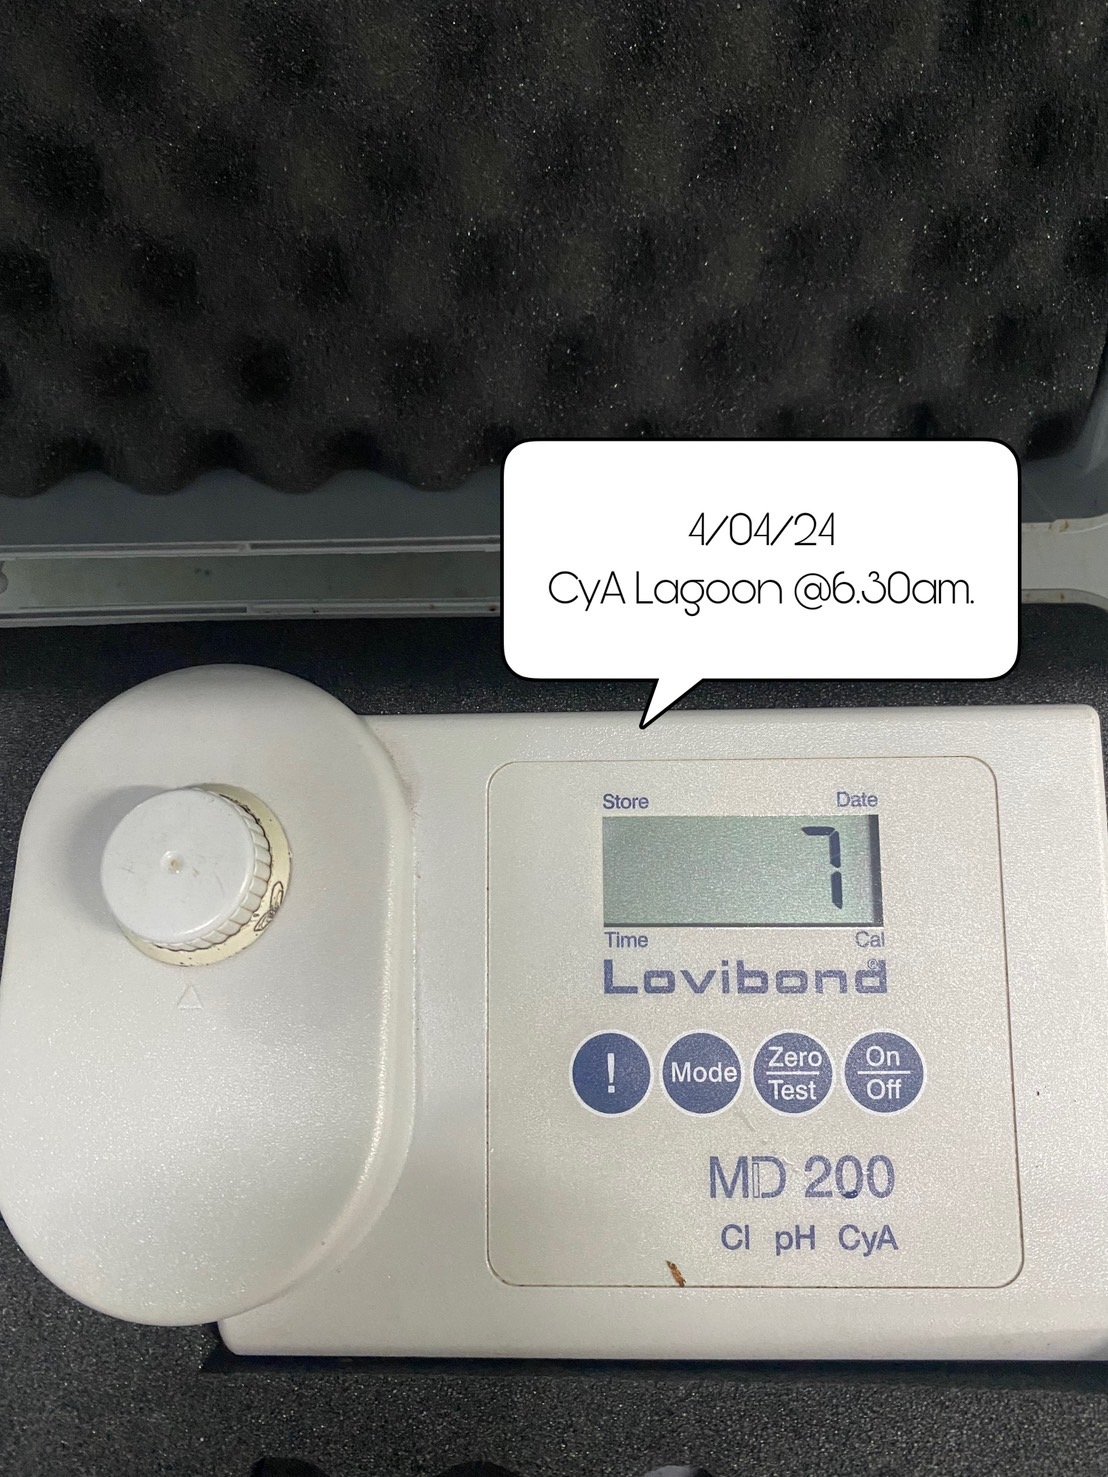 4/04/24
CyA Lagoon @6.30am.
Store Date
7
Time Cal
Lovibond®
! Mode Zero/Test On/Off
MD 200
Cl pH CyA